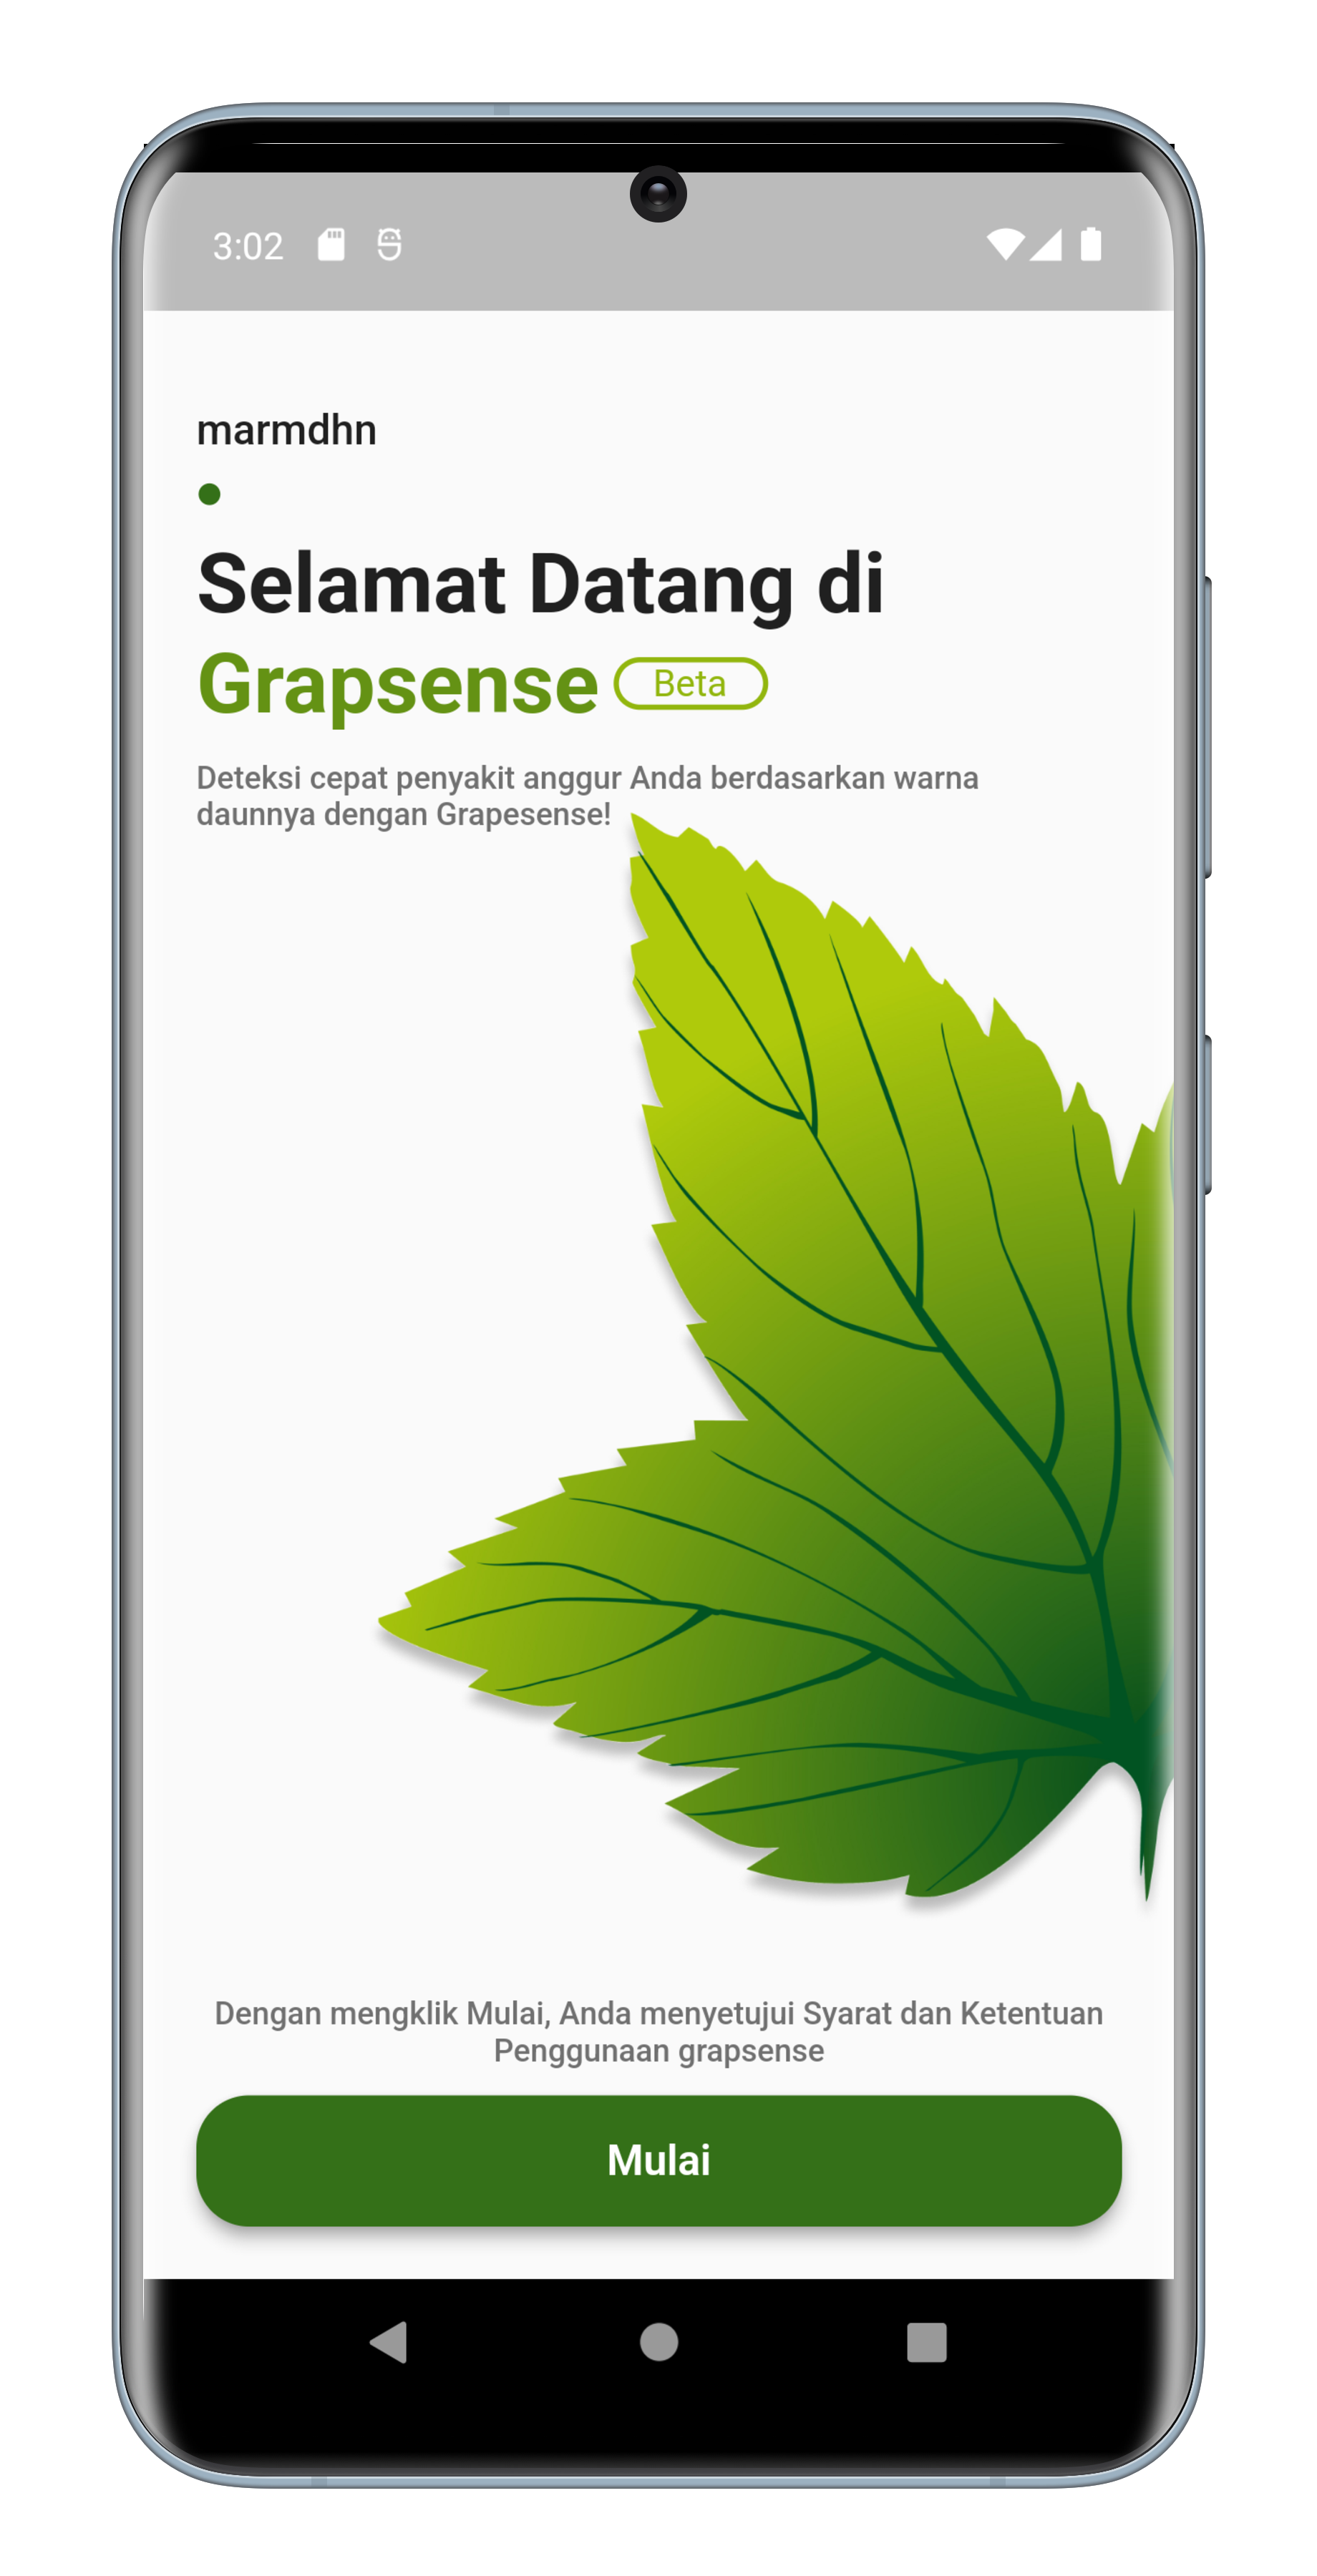 3:02
marmdhn
Selamat Datang di
Grapsense Beta
Deteksi cepat penyakit anggur Anda berdasarkan warna
daunnya dengan Grapesense!
Dengan mengklik Mulai, Anda menyetujui Syarat dan Ketentuan
Penggunaan grapsense
Mulai